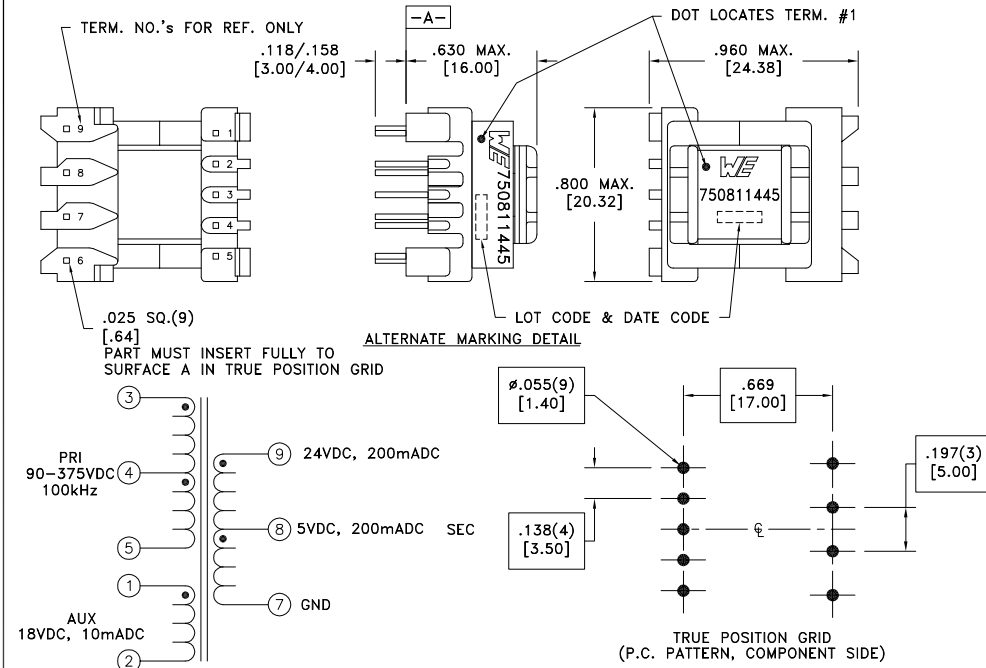 TERM. NO.'s FOR REF. ONLY
-A-
DOT LOCATES TERM. #1
.118/.158
[3.00/4.00]
.630 MAX.
[16.00]
.960 MAX.
[24.38]
9
8
7
6
1
2
3
4
5
WE 750811445
.800 MAX.
[20.32]
WE
750811445
.025 SQ.(9)
[.64]
PART MUST INSERT FULLY TO
SURFACE A IN TRUE POSITION GRID
LOT CODE & DATE CODE
ALTERNATE MARKING DETAIL
3
PRI
90-375VDC
100kHz
4
5
1
AUX
18VDC, 10mADC
2
9 24VDC, 200mADC
8 5VDC, 200mADC SEC
7 GND
ø.055(9)
[1.40]
.669
[17.00]
.197(3)
[5.00]
.138(4)
[3.50]
℄
TRUE POSITION GRID
(P.C. PATTERN, COMPONENT SIDE)